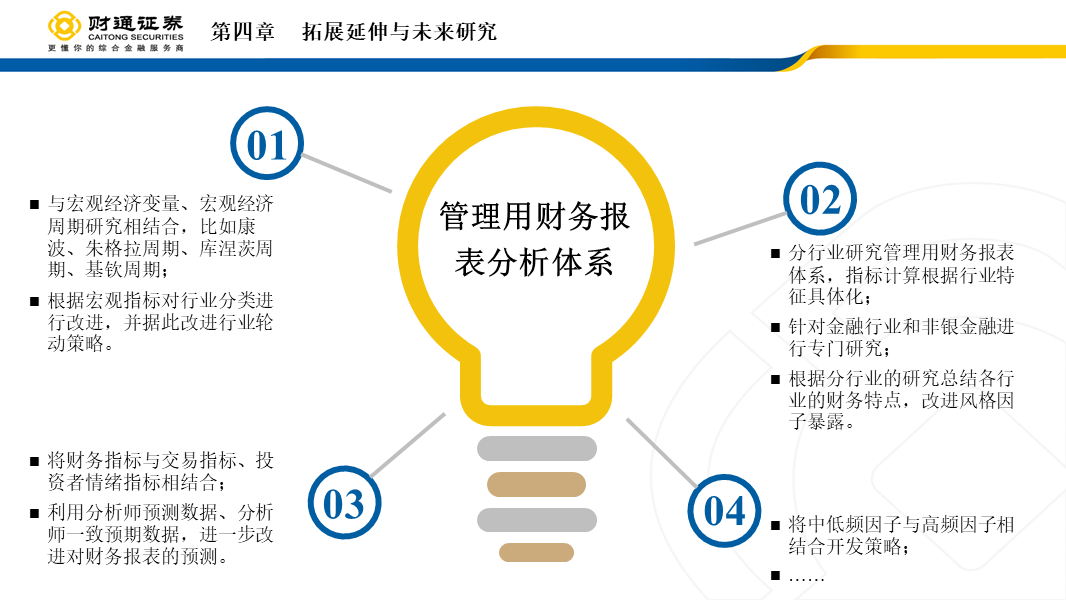 财通证券
CAITONG SECURITIES
更懂你的综合金融服务商
第四章 拓展延伸与未来研究
01
■ 与宏观经济变量、宏观经济
周期研究相结合，比如康
波、朱格拉周期、库涅茨周
期、基钦周期；
■ 根据宏观指标对行业分类进
行改进，并据此改进行业轮
动策略。
管理用财务报
表分析体系
02
■ 分行业研究管理用财务报表
体系，指标计算根据行业特
征具体化；
■ 针对金融行业和非银金融进
行专门研究；
■ 根据分行业的研究总结各行
业的财务特点，改进风格因
子暴露。
03
■ 将财务指标与交易指标、投
资者情绪指标相结合；
■ 利用分析师预测数据、分析
师一致预期数据，进一步改
进对财务报表的预测。
04
■ 将中低频因子与高频因子相
结合开发策略；
■ ……